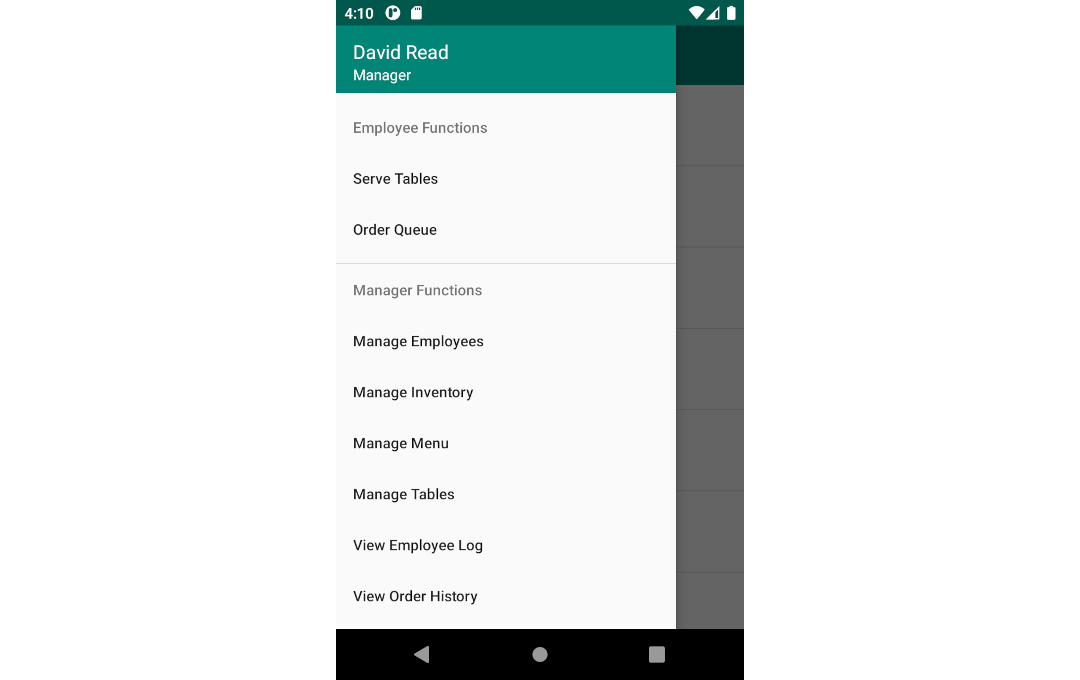 4:10
David Read
Manager
Employee Functions
Serve Tables
Order Queue
Manager Functions
Manage Employees
Manage Inventory
Manage Menu
Manage Tables
View Employee Log
View Order History